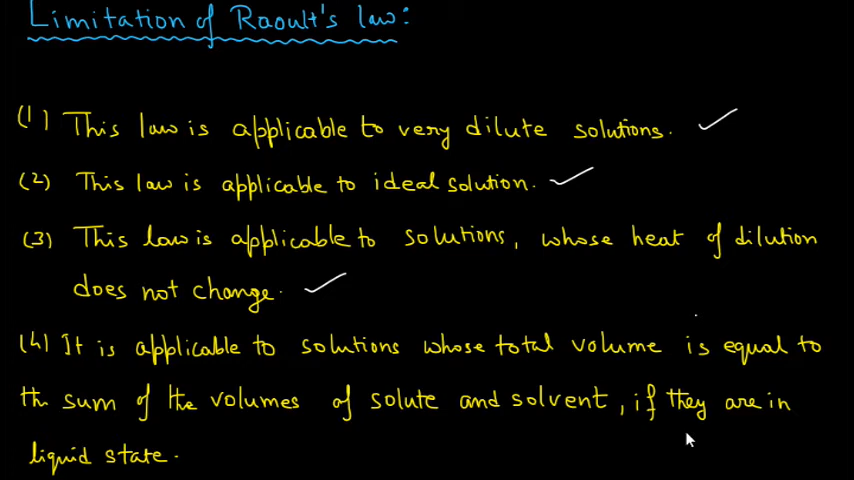 Limitation of Raoult's law:
(1) This law is applicable to very dilute solutions.
(2) This law is applicable to ideal solution.
(3) This law is applicable to solutions, whose heat of dilution
does not change.
(4) It is applicable to solutions whose total volume is equal to
th sum of the volumes of solute and solvent, if they are in
liquid state.